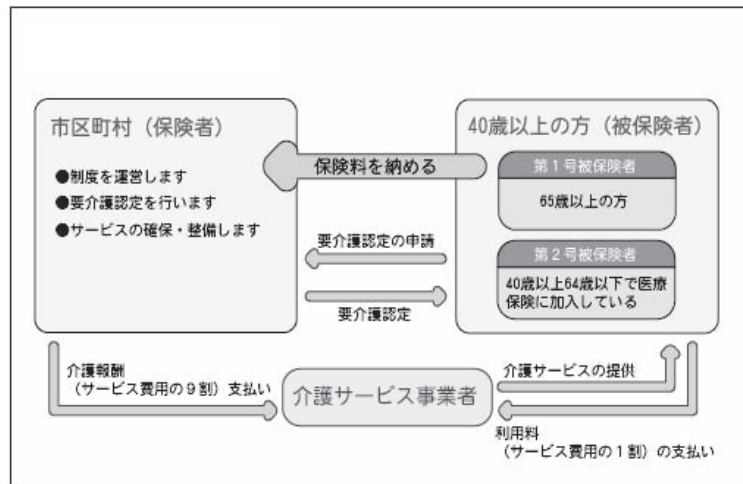 市区町村（保険者）
●制度を運営します
●要介護認定を行います
●サービスの確保・整備します
40歳以上の方（被保険者）
第1号被保険者
65歳以上の方
第2号被保険者
40歳以上64歳以下で医療
保険に加入している
保険料を納める
要介護認定の申請
要介護認定
介護報酬
（サービス費用の9割）支払い
介護サービス事業者
介護サービスの提供
利用料
（サービス費用の1割）の支払い